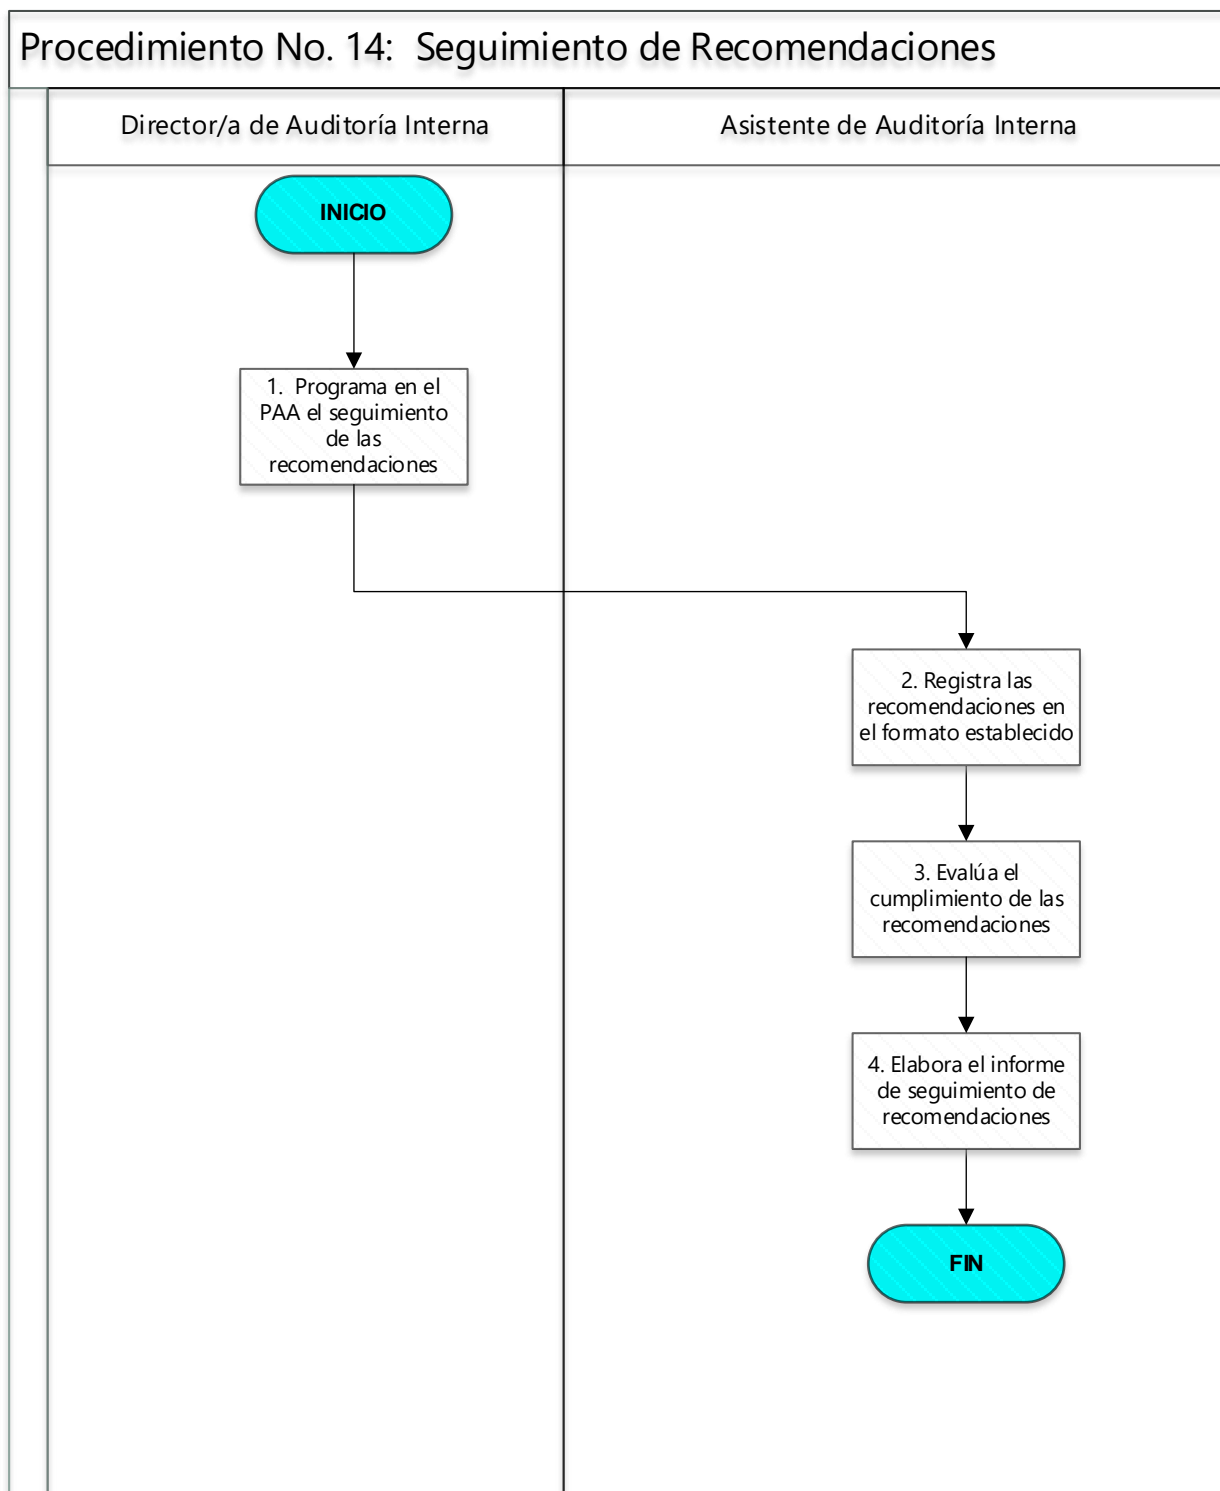 Procedimiento No. 14:  Seguimiento de Recomendaciones
Director/a de Auditoría Interna
Asistente de Auditoría Interna
INICIO
1.  Programa en el
PAA el seguimiento
de las
recomendaciones
2. Registra las
recomendaciones en
el formato establecido
3. Evalúa el
cumplimiento de las
recomendaciones
4. Elabora el informe
de seguimiento de
recomendaciones
FIN